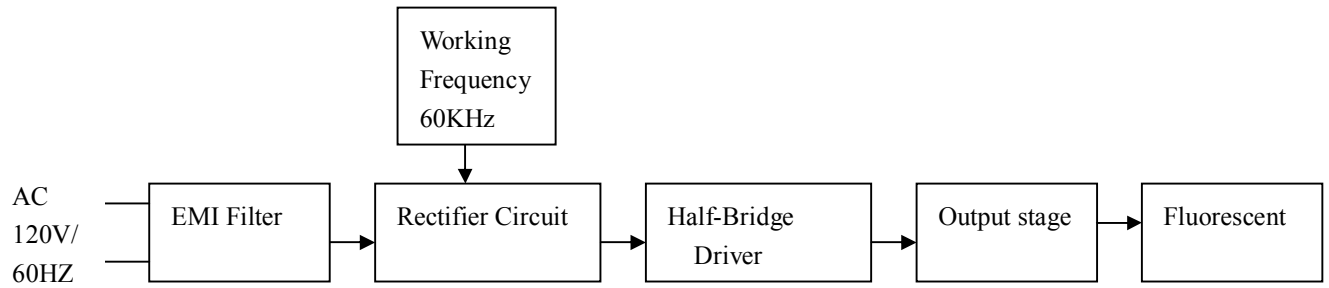 Working
Frequency
60KHz
AC
120V/
60HZ
EMI Filter
Rectifier Circuit
Half-Bridge
Driver
Output stage
Fluorescent